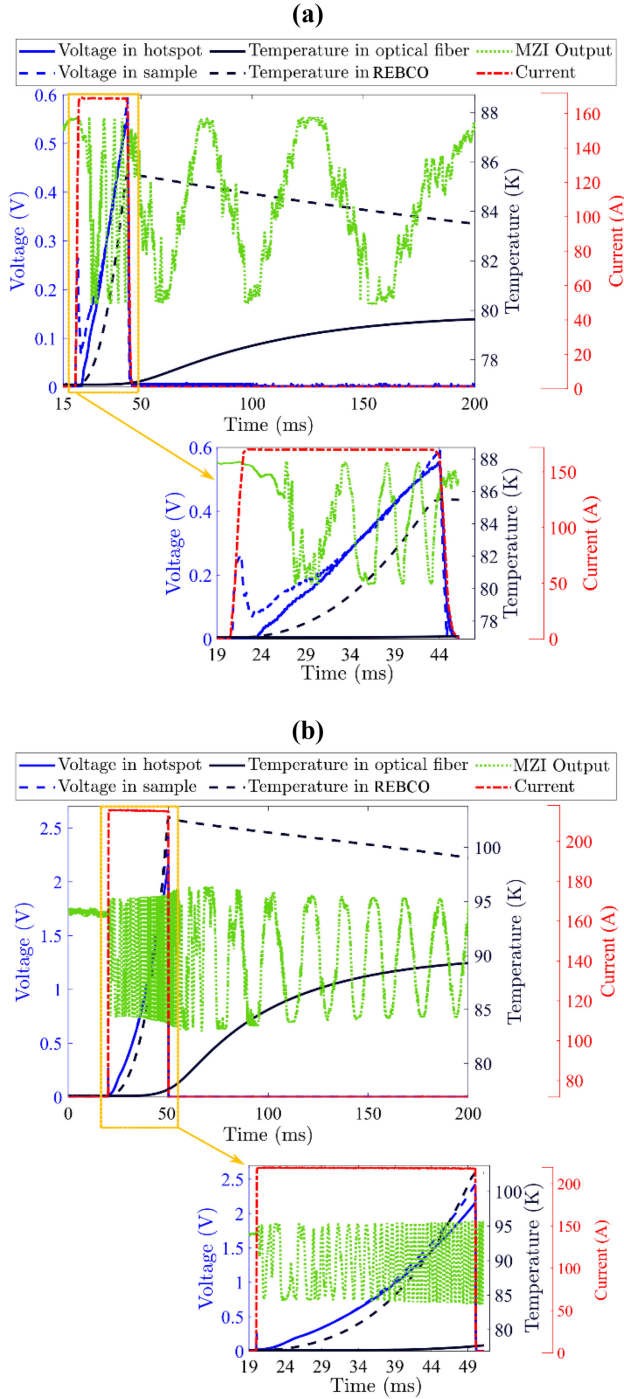 (a)
Voltage in hotspot Temperature in optical fiber MZI Output
Voltage in sample Temperature in REBCO Current
0.6 0.5 0.4 0.3 0.2 0.1 0
Voltage (V)
88 86 84 82 80 78
Temperature (K)
160 140 120 100 80 60 40 20 0
Current (A)
15 50 100 150 200
Time (ms)
0.6 0.4 0.2 0
Voltage (V)
88 86 84 82 80 78
Temperature (K)
150 100 50 0
Current (A)
19 24 29 34 39 44
Time (ms)
(b)
Voltage in hotspot Temperature in optical fiber MZI Output
Voltage in sample Temperature in REBCO Current
2.5 2 1.5 1 0.5 0
Voltage (V)
100 95 90 85 80
Temperature (K)
200 180 160 140 120 100 80
Current (A)
0 50 100 150 200
Time (ms)
2.5 2 1.5 1 0.5 0
Voltage (V)
100 95 90 85 80
Temperature (K)
200 150 100 50 0
Current (A)
19 24 29 34 39 44 49
Time (ms)